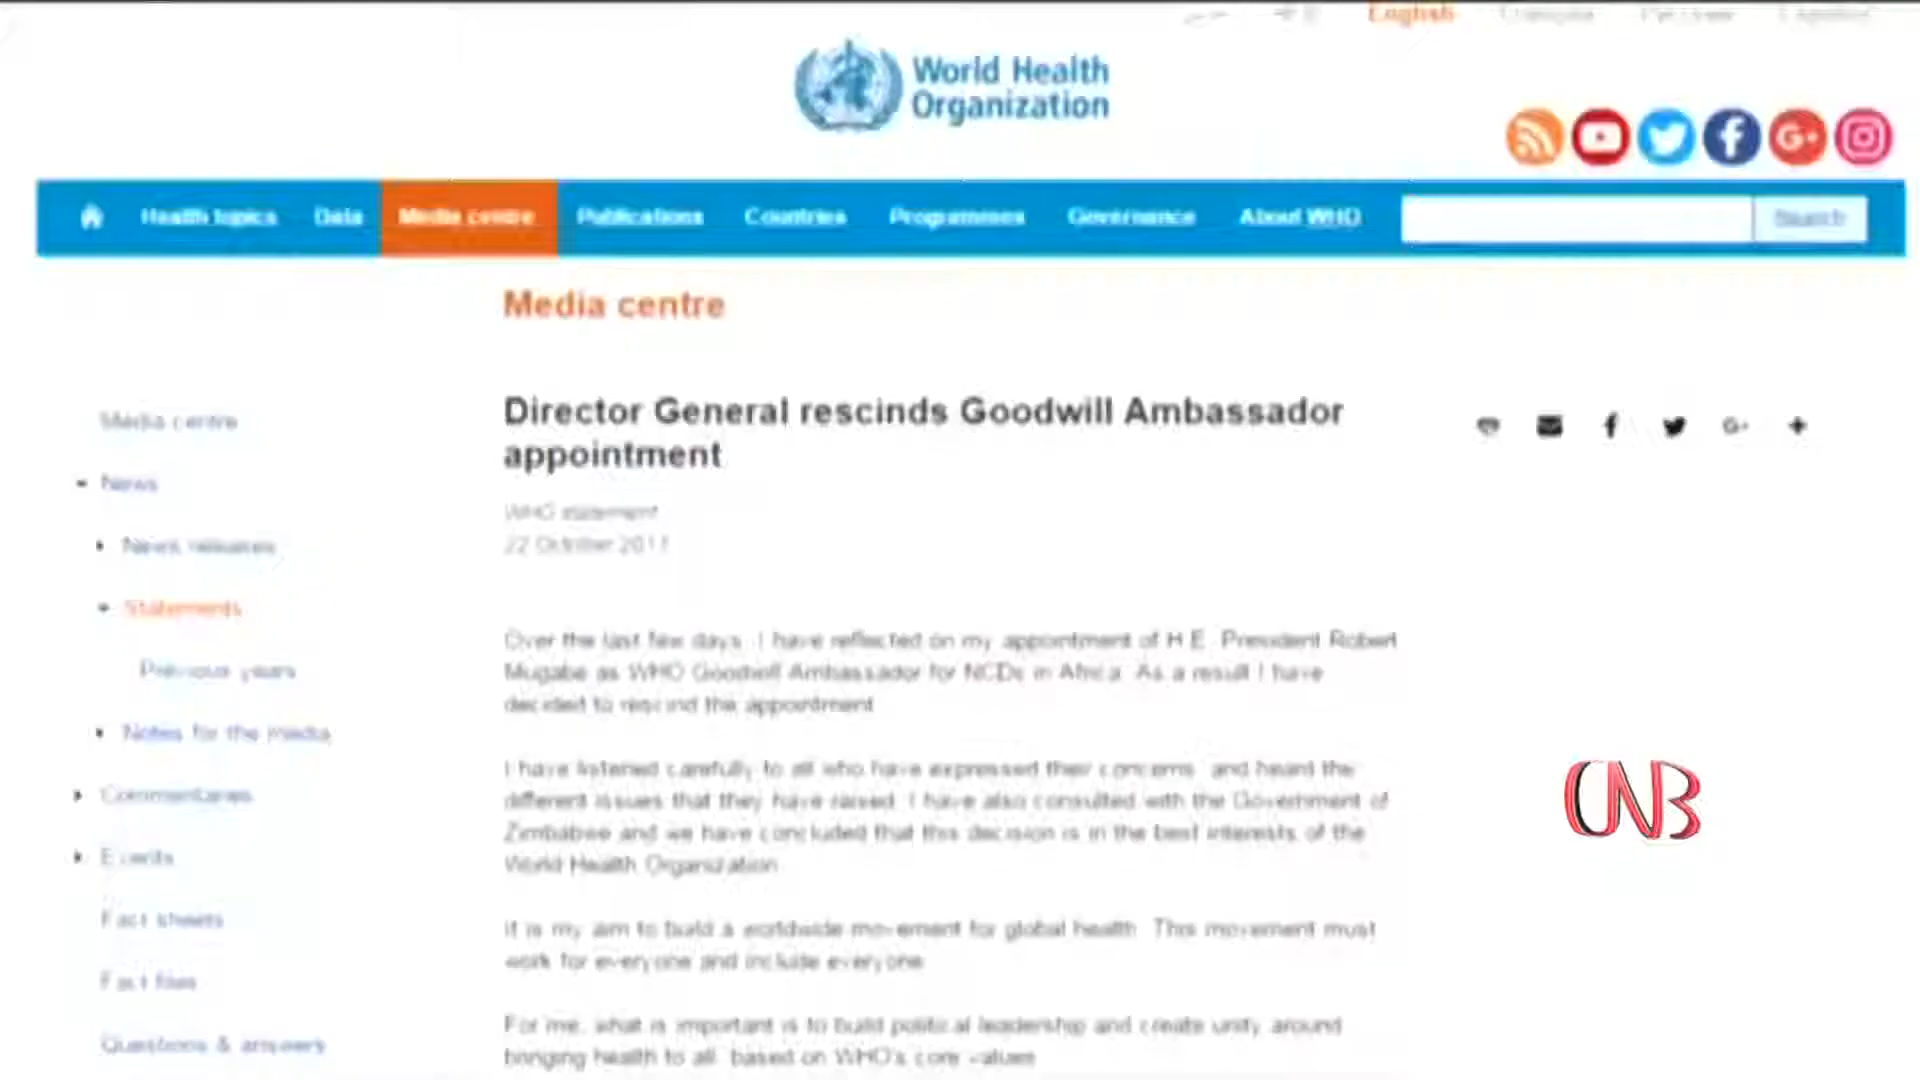 English
World Health
Organization
Health topics Data Media centre Publications Countries Programmes Governance About WHO Search
Media centre
Media centre
News
News releases
Statements
Previous years
Notes for the media
Commentaries
Events
Fact sheets
Fact files
Questions & answers
Director General rescinds Goodwill Ambassador
appointment
WHO statement
22 October 2017
Over the last few days, I have reflected on my appointment of H.E. President Robert
Mugabe as WHO Goodwill Ambassador for NCDs in Africa. As a result I have
decided to rescind the appointment.
I have listened carefully to all who have expressed their concerns, and heard the
different issues that they have raised. I have also consulted with the Government of
Zimbabwe and we have concluded that this decision is in the best interests of the
World Health Organization.
It is my aim to build a worldwide movement for global health. This movement must
work for everyone and include everyone.
For me, what is important is to build political leadership and create unity around
bringing health to all, based on WHO's core values.
CNB